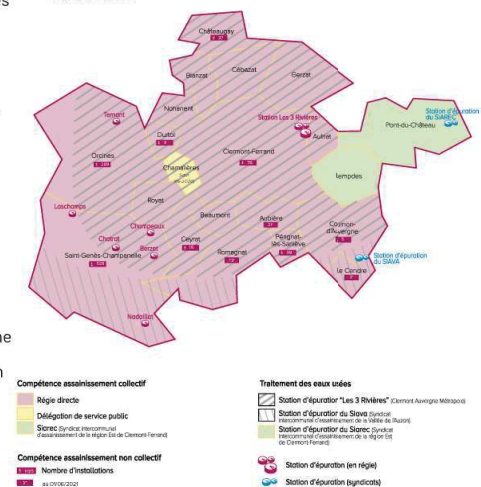 es
ne
n
Châteaugay
Blanzat
Cébazat
Gerzat
Nohanent
Ternant
Durtol
Station Les 3 Rivières
Aulnat
Station d'épuration
du SIAREC
Pont-du-Château
Orcines
Chamalières
Clermont-Ferrand
Lempdes
Royat
Laschamps
Beaumont
Champeaux
Aubière
Cournon-
d'Auvergne
Chatrat
Berzet
Ceyrat
Pérignat-
lès-Sarliève
Saint-Genès-Champanelle
Romagnat
Station d'épuration
du SIAVA
le Cendre
Nadaillat
Compétence assainissement collectif
Régie directe
Délégation de service public
Siarec (Syndicat intercommunal
d'assainissement de la région Est de Clermont-Ferrand)
Compétence assainissement non collectif
Nombre d'installations
au 01/06/2021
Traitement des eaux usées
Station d'épuration "Les 3 Rivières" (Clermont Auvergne Métropole)
Station d'épuration du Siava (Syndicat
intercommunal d'assainissement de la Vallée de l'Auzon)
Station d'épuration du Siarec (Syndicat
intercommunal d'assainissement de la région Est
de Clermont-Ferrand)
Station d'épuration (en régie)
Station d'épuration (syndicats)